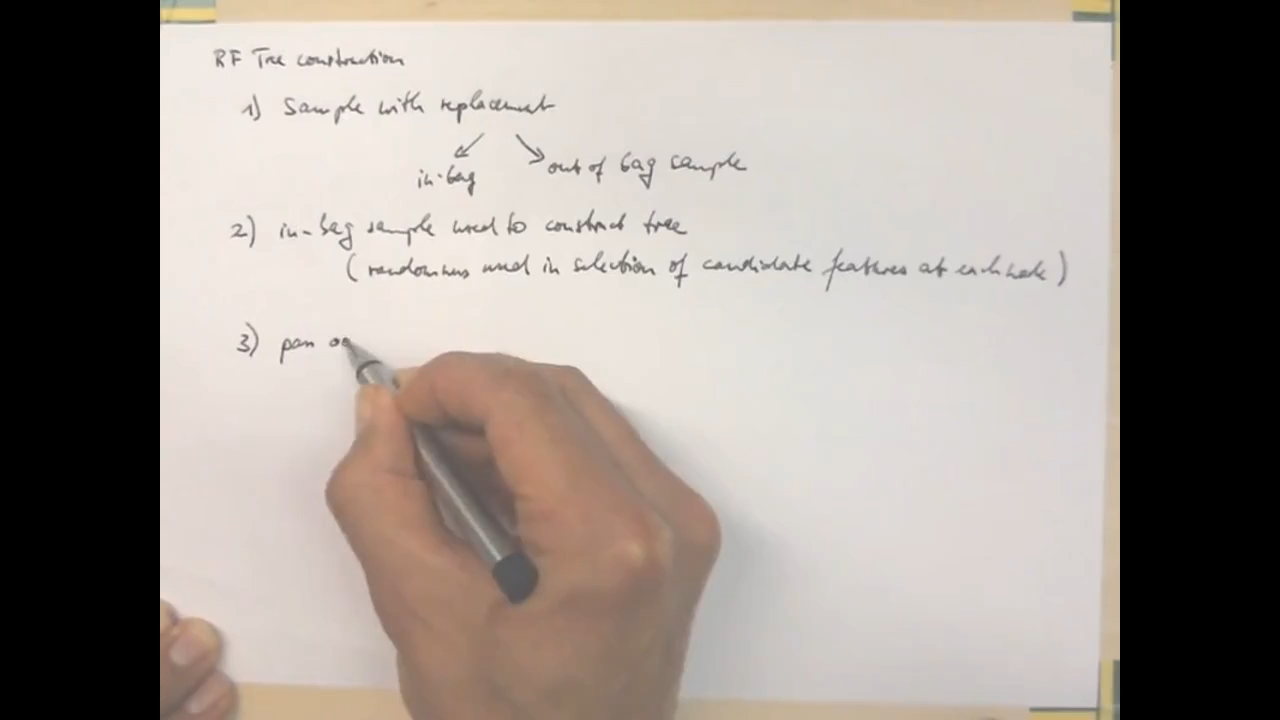 RF Tree construction
1) Sample with replacement
in-bag
out of bag sample
2) in-bag sample used to construct tree
(randomness used in selection of candidate features at each node)
3)